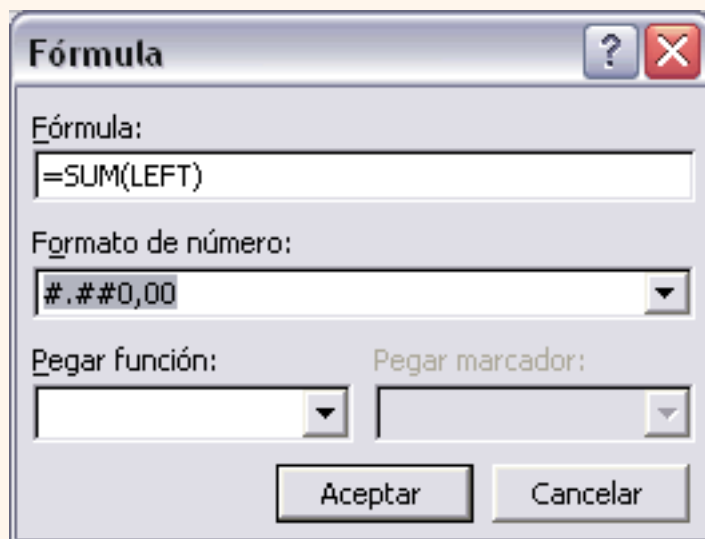 Fórmula
Fórmula:
=SUM(LEFT)
Formato de número:
#.##0,00
Pegar función: Pegar marcador:
Aceptar Cancelar